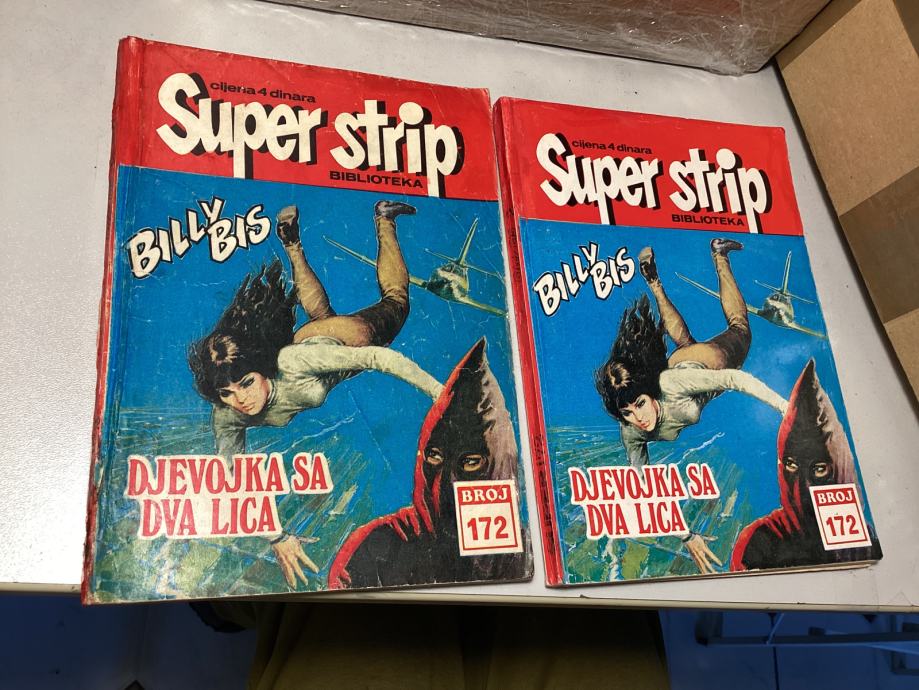 cijena 4 dinara
Super strip
BIBLIOTEKA
BILLY BIS
DJEVOJKA SA
DVA LICA
BROJ
172
cijena 4 dinara
Super strip
BIBLIOTEKA
BILLY BIS
DJEVOJKA SA
DVA LICA
BROJ
172